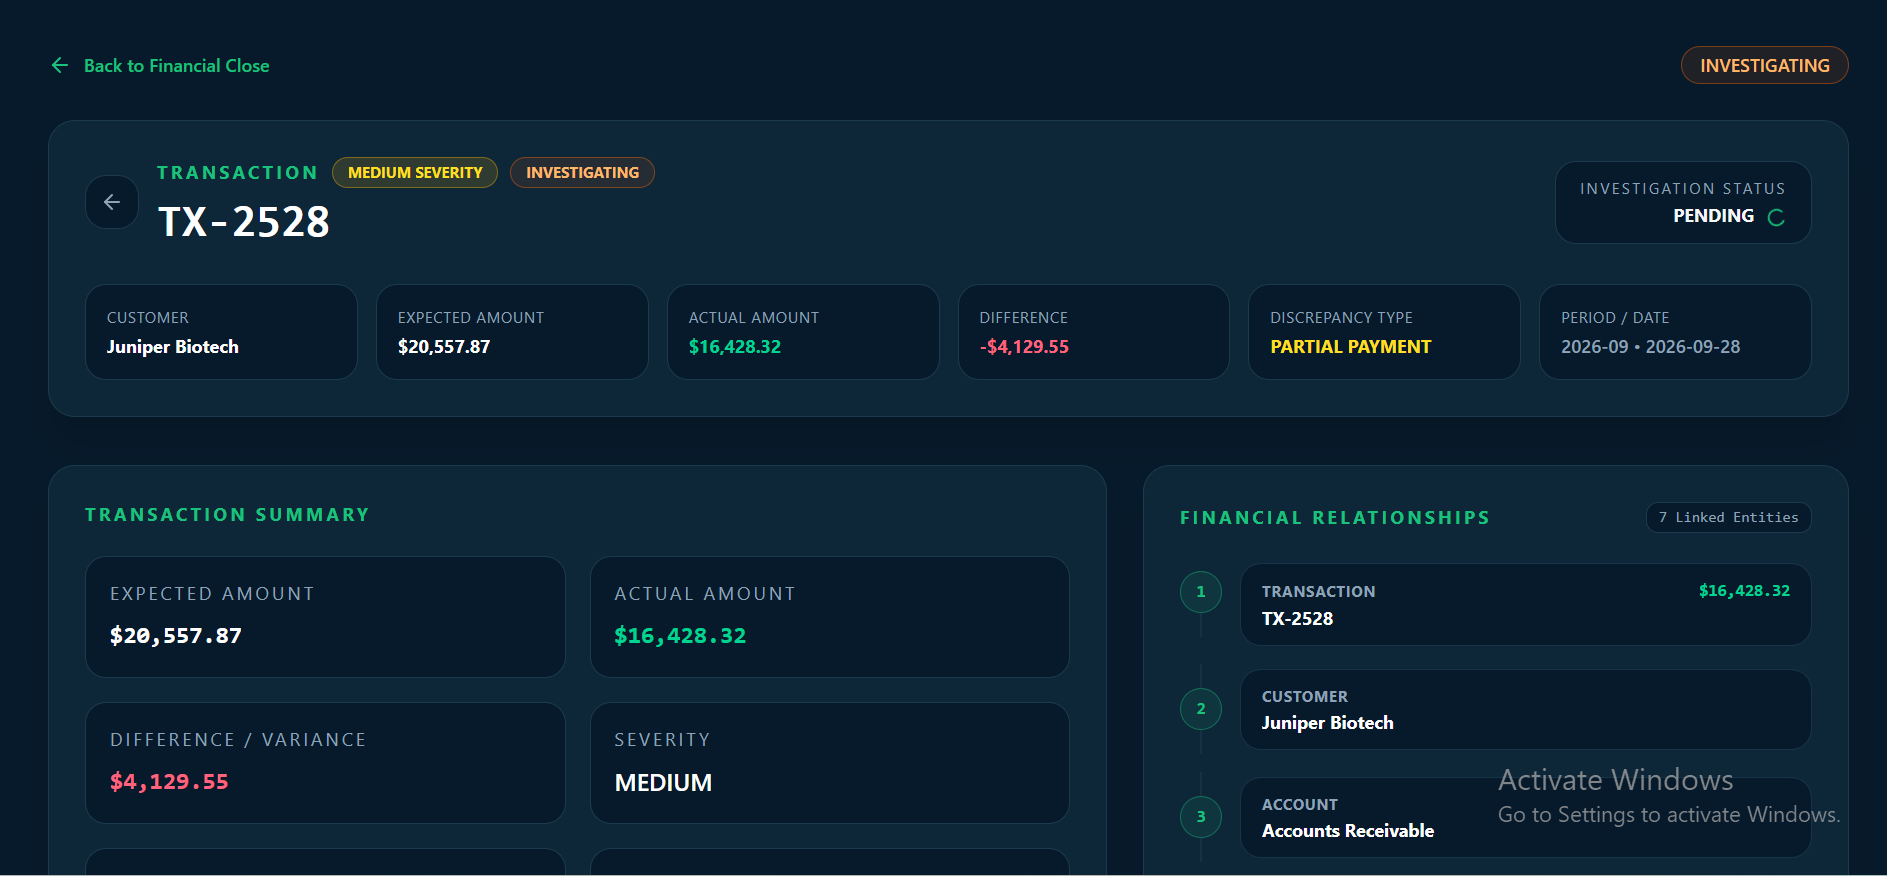 Back to Financial Close
INVESTIGATING
TRANSACTION
MEDIUM SEVERITY
INVESTIGATING
TX-2528
INVESTIGATION STATUS
PENDING
CUSTOMER
Juniper Biotech
EXPECTED AMOUNT
$20,557.87
ACTUAL AMOUNT
$16,428.32
DIFFERENCE
-$4,129.55
DISCREPANCY TYPE
PARTIAL PAYMENT
PERIOD / DATE
2026-09 • 2026-09-28
TRANSACTION SUMMARY
EXPECTED AMOUNT
$20,557.87
ACTUAL AMOUNT
$16,428.32
DIFFERENCE / VARIANCE
$4,129.55
SEVERITY
MEDIUM
FINANCIAL RELATIONSHIPS
7 Linked Entities
1
TRANSACTION
$16,428.32
TX-2528
2
CUSTOMER
Juniper Biotech
3
ACCOUNT
Accounts Receivable
Activate Windows
Go to Settings to activate Windows.